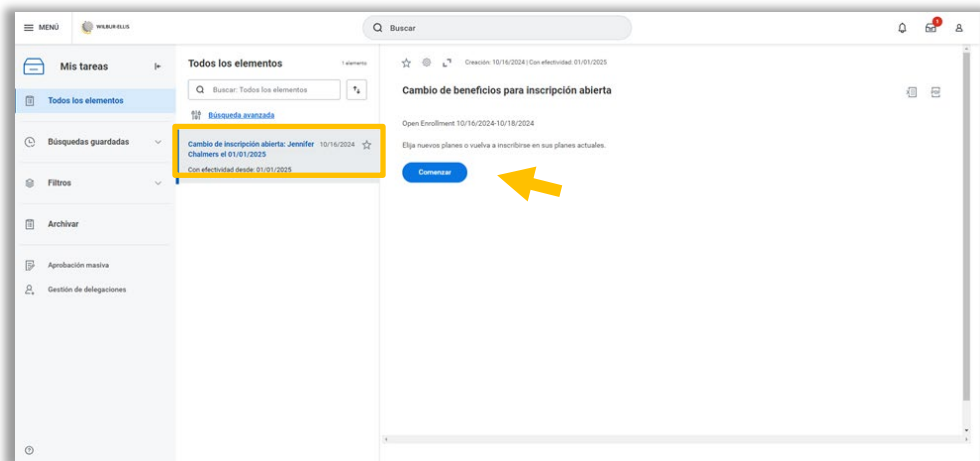 MENÚ
WILBUR-ELLIS
Buscar
1
Mis tareas
Todos los elementos
Búsquedas guardadas
Filtros
Archivar
Aprobación masiva
Gestión de delegaciones
Todos los elementos
1 elemento
Buscar: Todos los elementos
Búsqueda avanzada
Cambio de inscripción abierta: Jennifer 10/16/2024
Chalmers el 01/01/2025
Con efectividad desde: 01/01/2025
Creación: 10/16/2024 | Con efectividad: 01/01/2025
Cambio de beneficios para inscripción abierta
Open Enrollment 10/16/2024-10/18/2024
Elija nuevos planes o vuelva a inscribirse en sus planes actuales.
Comenzar